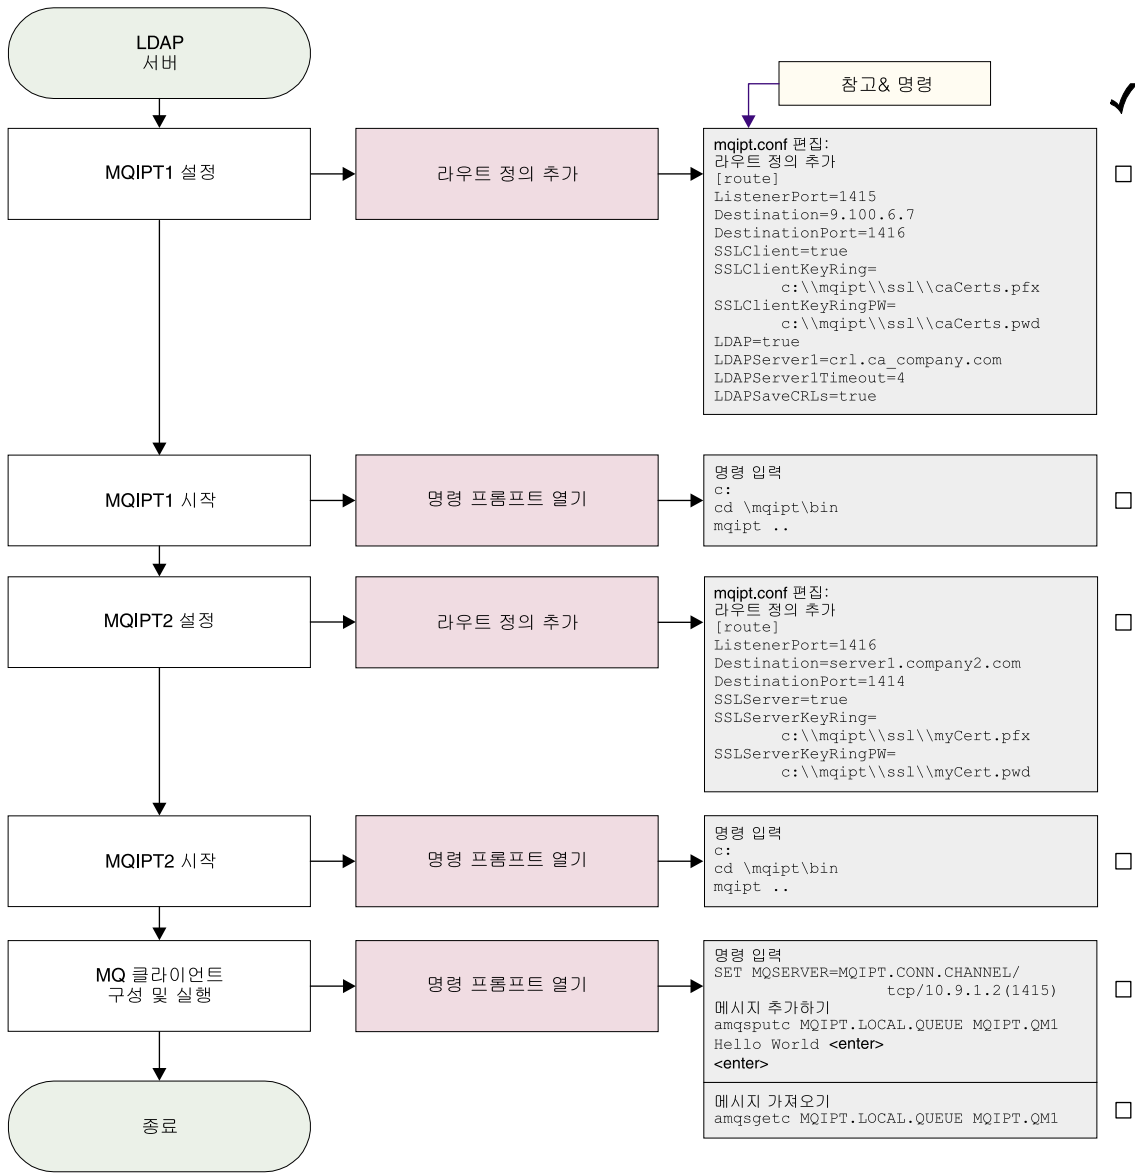 LDAP
서버
참고& 명령
MQIPT1 설정
라우트 정의 추가
mqipt.conf 편집:
라우트 정의 추가
[route]
ListenerPort=1415
Destination=9.100.6.7
DestinationPort=1416
SSLClient=true
SSLClientKeyRing=
c:\\mqipt\\ssl\\caCerts.pfx
SSLClientKeyRingPW=
c:\\mqipt\\ssl\\caCerts.pwd
LDAP=true
LDAPServer1=crl.ca_company.com
LDAPServer1Timeout=4
LDAPSaveCRLs=true
MQIPT1 시작
명령 프롬프트 열기
명령 입력
c:
cd \mqipt\bin
mqipt ..
MQIPT2 설정
라우트 정의 추가
mqipt.conf 편집:
라우트 정의 추가
[route]
ListenerPort=1416
Destination=server1.company2.com
DestinationPort=1414
SSLServer=true
SSLServerKeyRing=
c:\\mqipt\\ssl\\myCert.pfx
SSLServerKeyRingPW=
c:\\mqipt\\ssl\\myCert.pwd
MQIPT2 시작
명령 프롬프트 열기
명령 입력
c:
cd \mqipt\bin
mqipt ..
MQ 클라이언트
구성 및 실행
명령 프롬프트 열기
명령 입력
SET MQSERVER=MQIPT.CONN.CHANNEL/
tcp/10.9.1.2(1415)
메시지 추가하기
amqsputc MQIPT.LOCAL.QUEUE MQIPT.QM1
Hello World <enter>
<enter>
메시지 가져오기
amqsgetc MQIPT.LOCAL.QUEUE MQIPT.QM1
종료